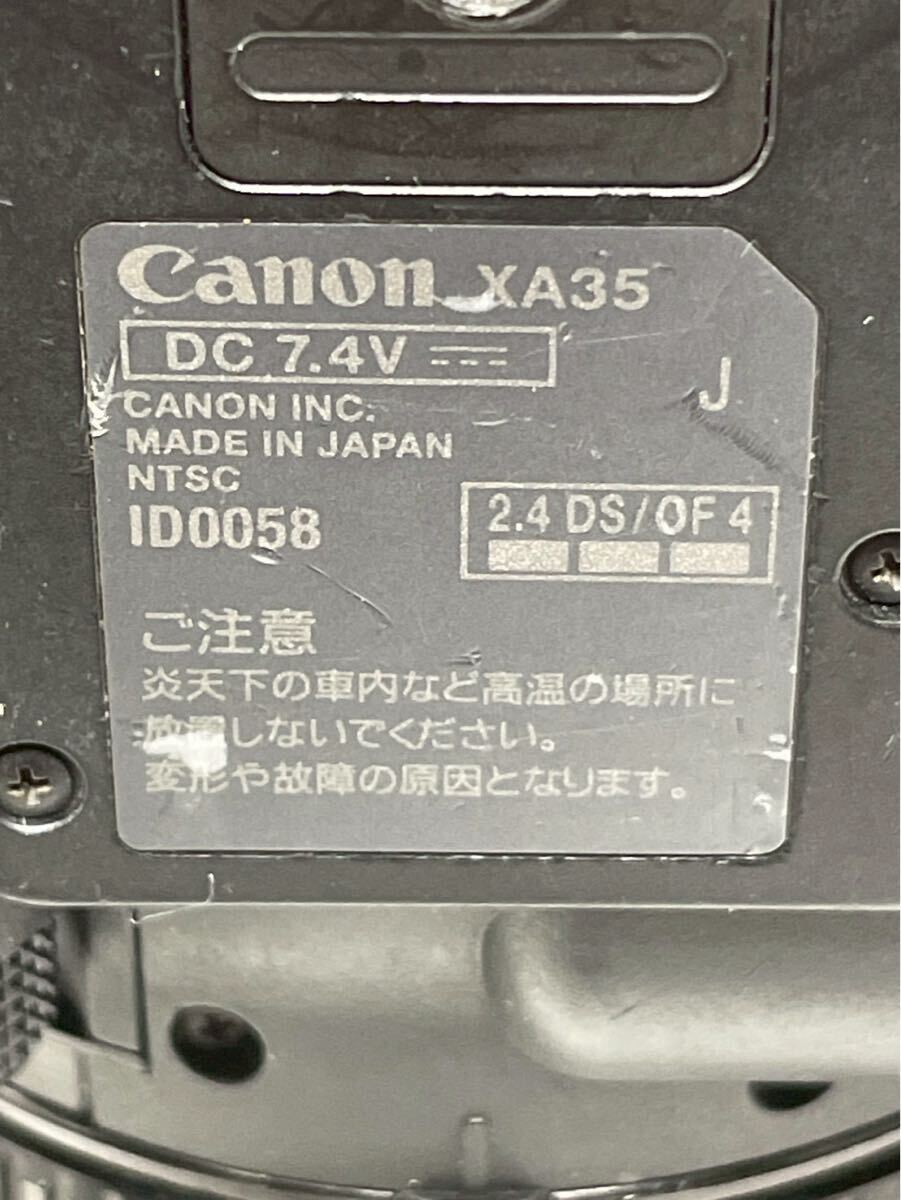 Canon XA35
DC 7.4V
J
CANON INC.
MADE IN JAPAN
NTSC
ID0058
2.4 DS/OF 4
ご注意
炎天下の車内など高温の場所に
放置しないでください。
変形や故障の原因となります。